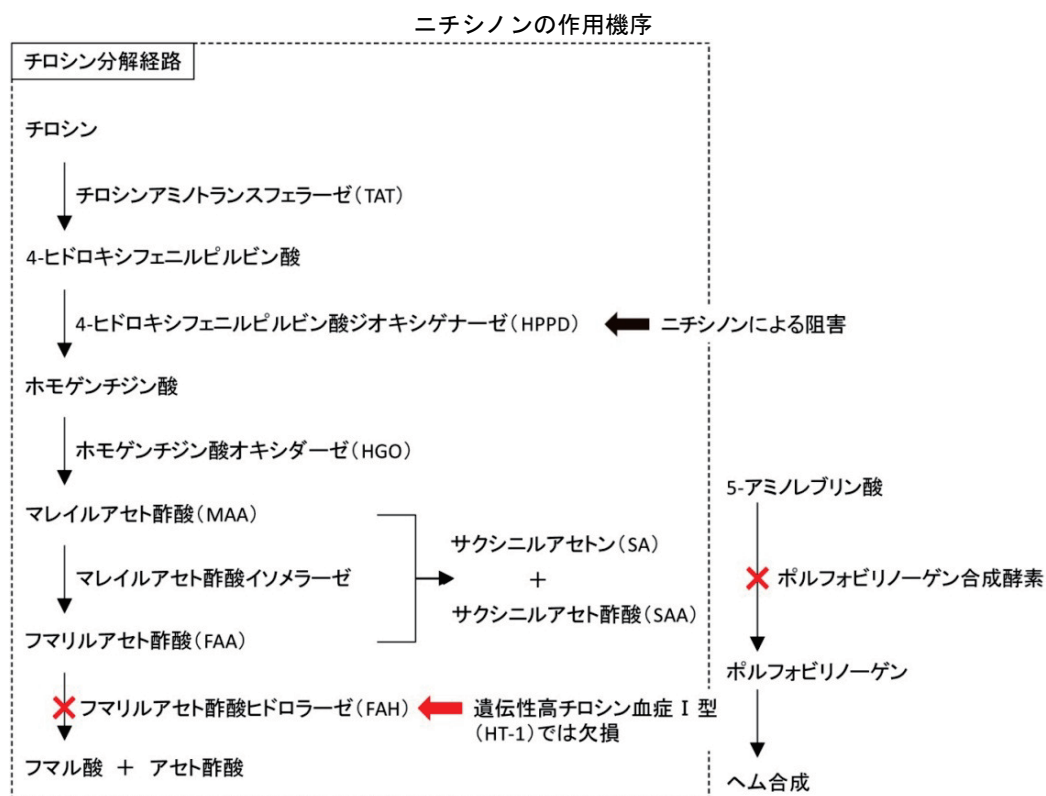 ニチシノンの作用機序
チロシン分解経路
チロシン
チロシンアミノトランスフェラーゼ(TAT)
4-ヒドロキシフェニルピルビン酸
4-ヒドロキシフェニルピルビン酸ジオキシゲナーゼ(HPPD)
ニチシノンによる阻害
ホモゲンチジン酸
ホモゲンチジン酸オキシダーゼ(HGO)
マレイルアセト酢酸(MAA)
マレイルアセト酢酸イソメラーゼ
フマリルアセト酢酸(FAA)
サクシニルアセトン(SA)
+
サクシニルアセト酢酸(SAA)
フマリルアセト酢酸ヒドロラーゼ(FAH)
遺伝性高チロシン血症 Ⅰ 型
(HT-1)では欠損
フマル酸 + アセト酢酸
5-アミノレブリン酸
ポルフォビリノーゲン合成酵素
ポルフォビリノーゲン
ヘム合成